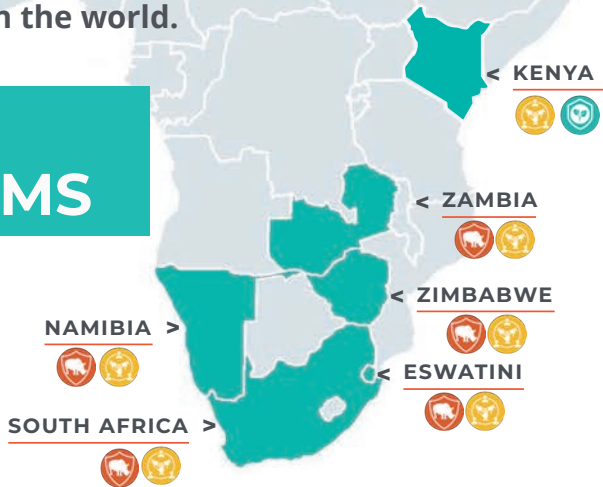 n the world.
MS
< KENYA
< ZAMBIA
< ZIMBABWE
NAMIBIA >
< ESWATINI
SOUTH AFRICA >